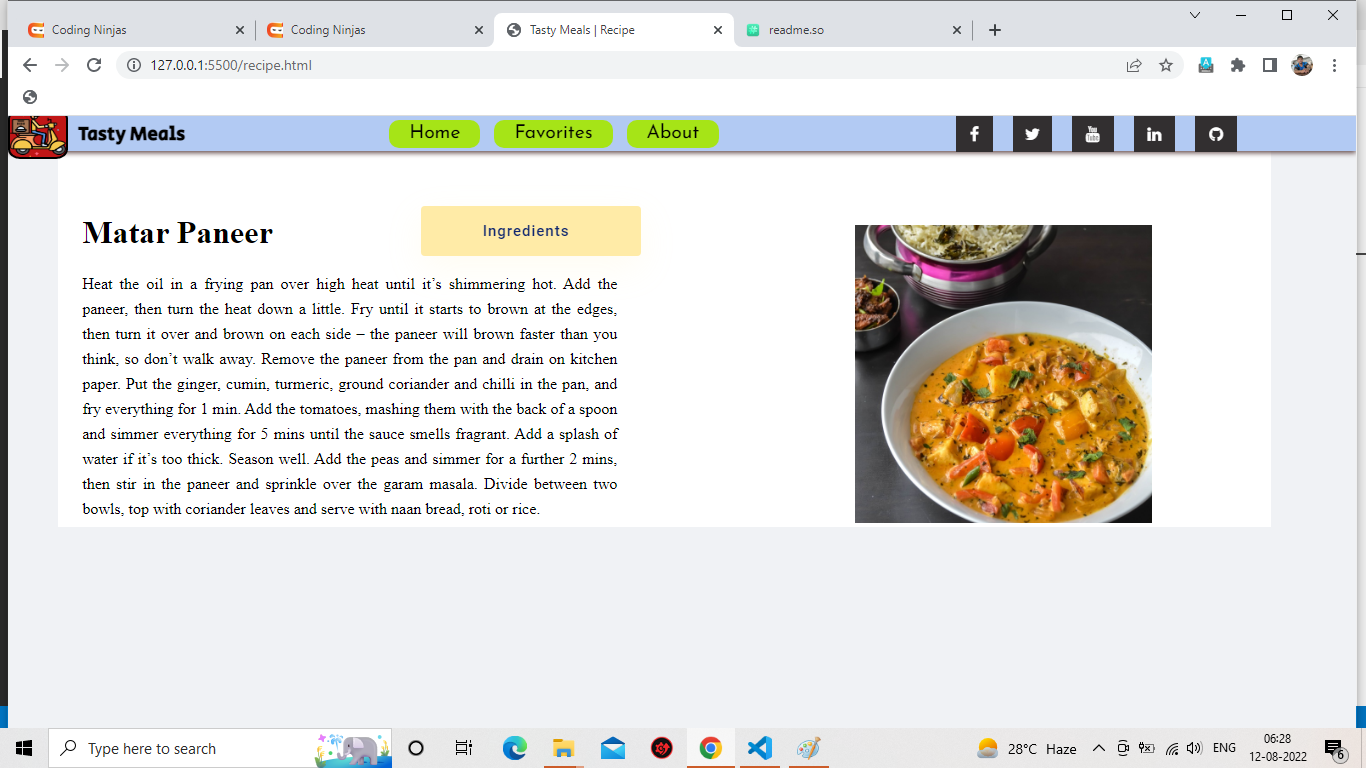 Coding Ninjas
Coding Ninjas
Tasty Meals | Recipe
readme.so
127.0.0.1:5500/recipe.html
Tasty Meals
Home
Favorites
About
You
Tube
in
Matar Paneer
Ingredients
Heat the oil in a frying pan over high heat until it’s shimmering hot. Add the
paneer, then turn the heat down a little. Fry until it starts to brown at the edges,
then turn it over and brown on each side – the paneer will brown faster than you
think, so don’t walk away. Remove the paneer from the pan and drain on kitchen
paper. Put the ginger, cumin, turmeric, ground coriander and chilli in the pan, and
fry everything for 1 min. Add the tomatoes, mashing them with the back of a spoon
and simmer everything for 5 mins until the sauce smells fragrant. Add a splash of
water if it’s too thick. Season well. Add the peas and simmer for a further 2 mins,
then stir in the paneer and sprinkle over the garam masala. Divide between two
bowls, top with coriander leaves and serve with naan bread, roti or rice.
Type here to search
28°C Haze
ENG
06:28
12-08-2022
6